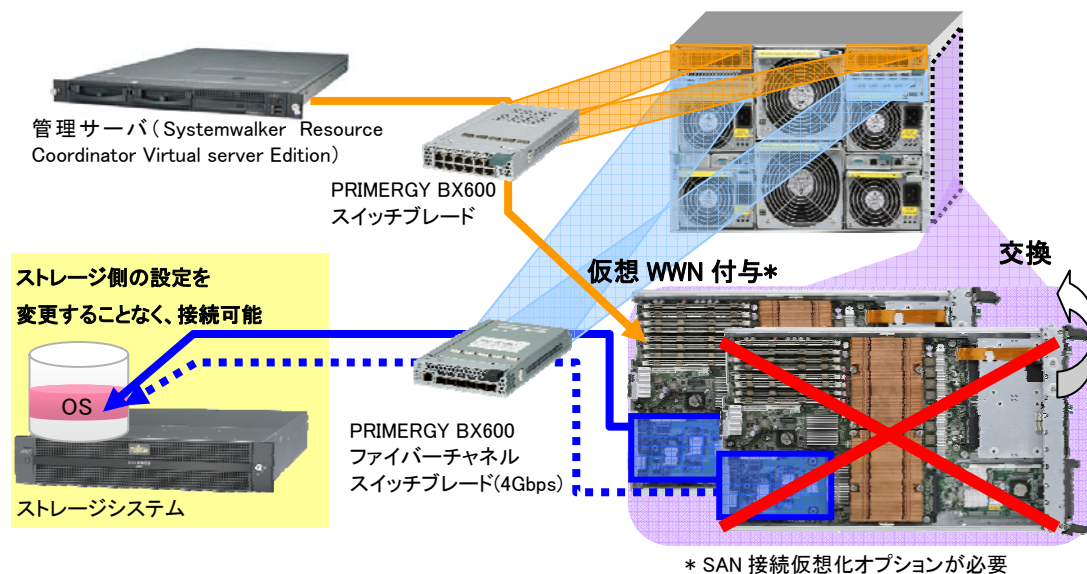 管理サーバ(Systemwalker Resource
Coordinator Virtual server Edition)
PRIMERGY BX600
スイッチブレード
仮想 WWN 付与*
交換
ストレージ側の設定を
変更することなく、接続可能
OS
ストレージシステム
PRIMERGY BX600
ファイバーチャネル
スイッチブレード(4Gbps)
* SAN 接続仮想化オプションが必要